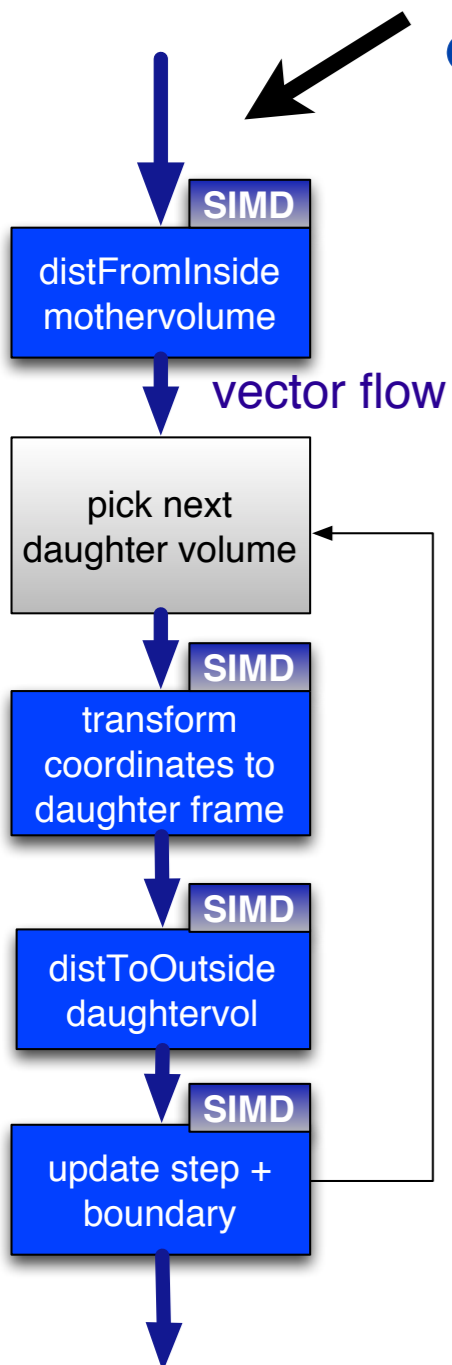 SIMD
distFromInside
mothervolume
vector flow
pick next
daughter volume
SIMD
transform
coordinates to
daughter frame
SIMD
distToOutside
daughtervol
SIMD
update step +
boundary